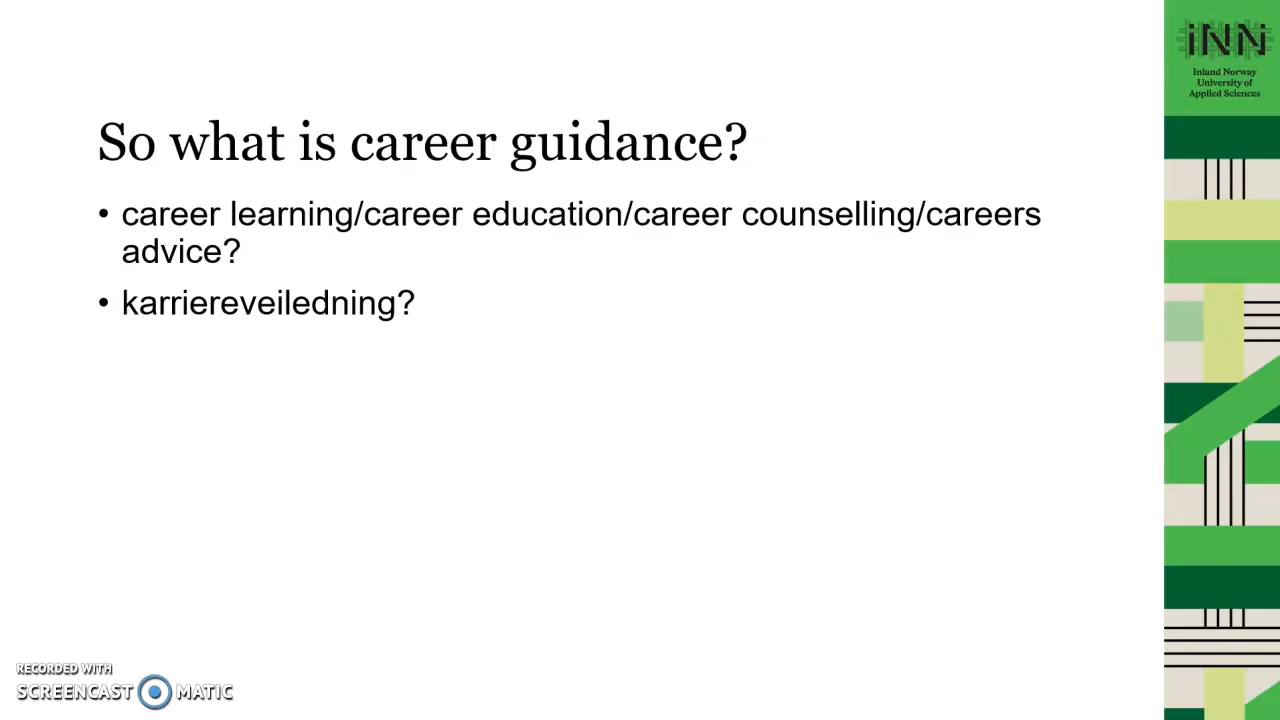 iNN
Inland Norway
University of
Applied Sciences
So what is career guidance?
• career learning/career education/career counselling/careers
advice?
• karriereveiledning?
RECORDED WITH
SCREENCAST MATIC